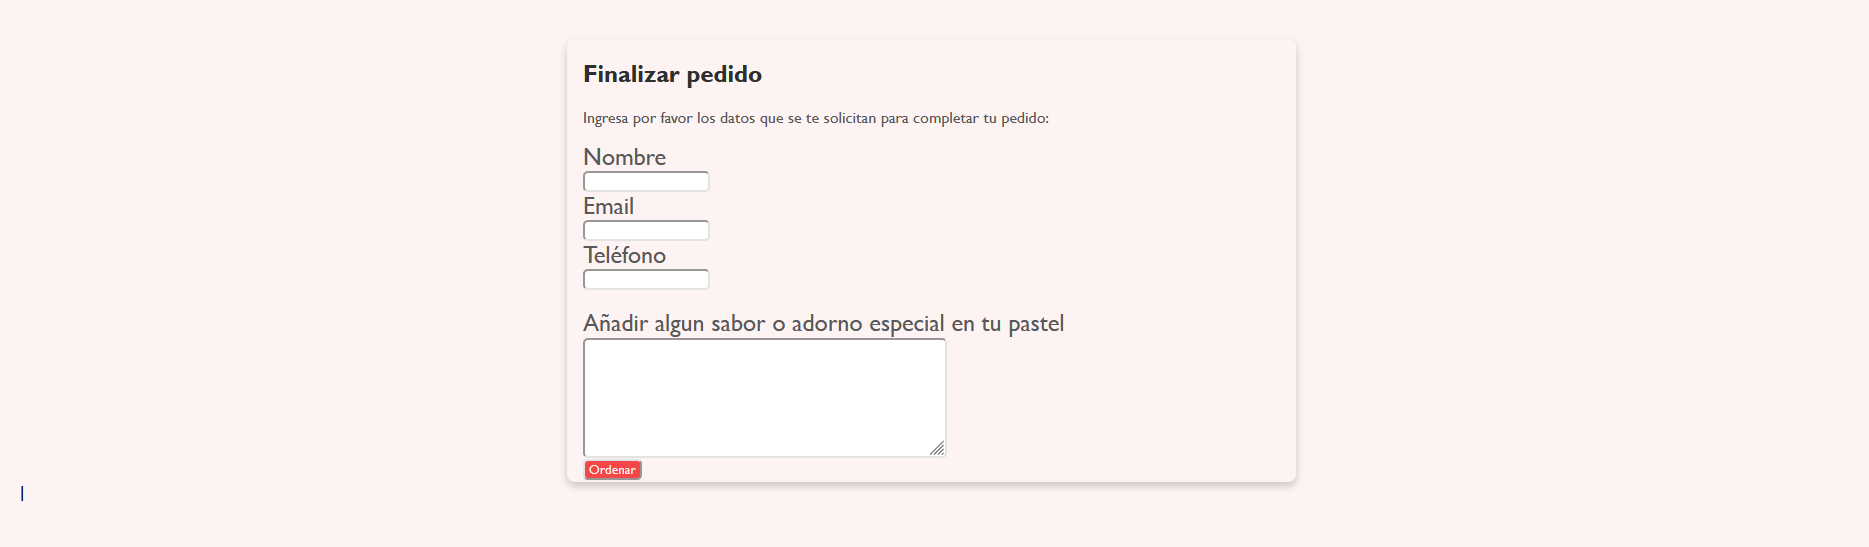 Finalizar pedido
Ingresa por favor los datos que se te solicitan para completar tu pedido:
Nombre
Email
Teléfono
Añadir algun sabor o adorno especial en tu pastel
Ordenar